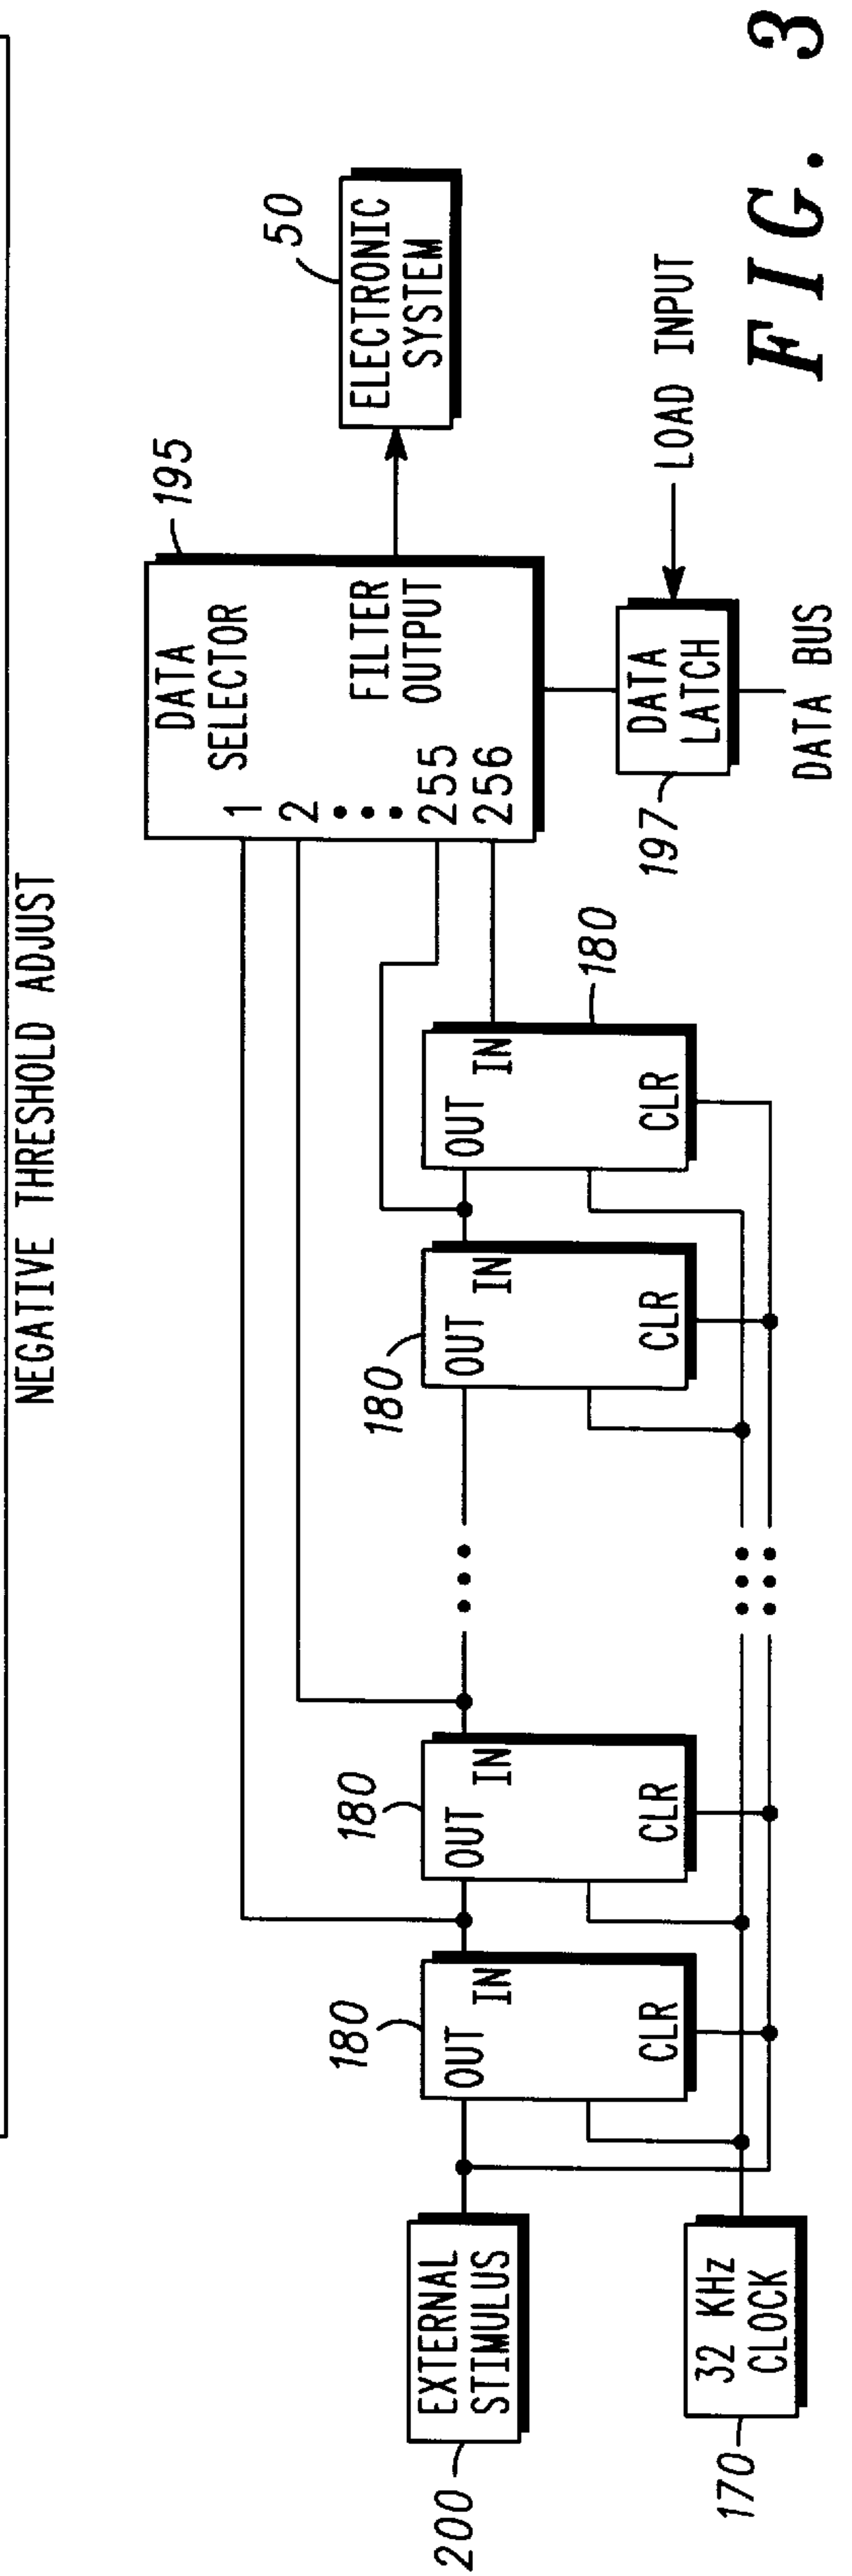 NEGATIVE THRESHOLD ADJUST
195
DATA
SELECTOR
1
2
255
256
FILTER
OUTPUT
50
ELECTRONIC
SYSTEM
180
OUT
IN
CLR
180
OUT
IN
CLR
180
OUT
IN
CLR
180
OUT
IN
CLR
200
EXTERNAL
STIMULUS
170
32 KHz
CLOCK
197
DATA
LATCH
LOAD INPUT
DATA BUS
FIG. 3